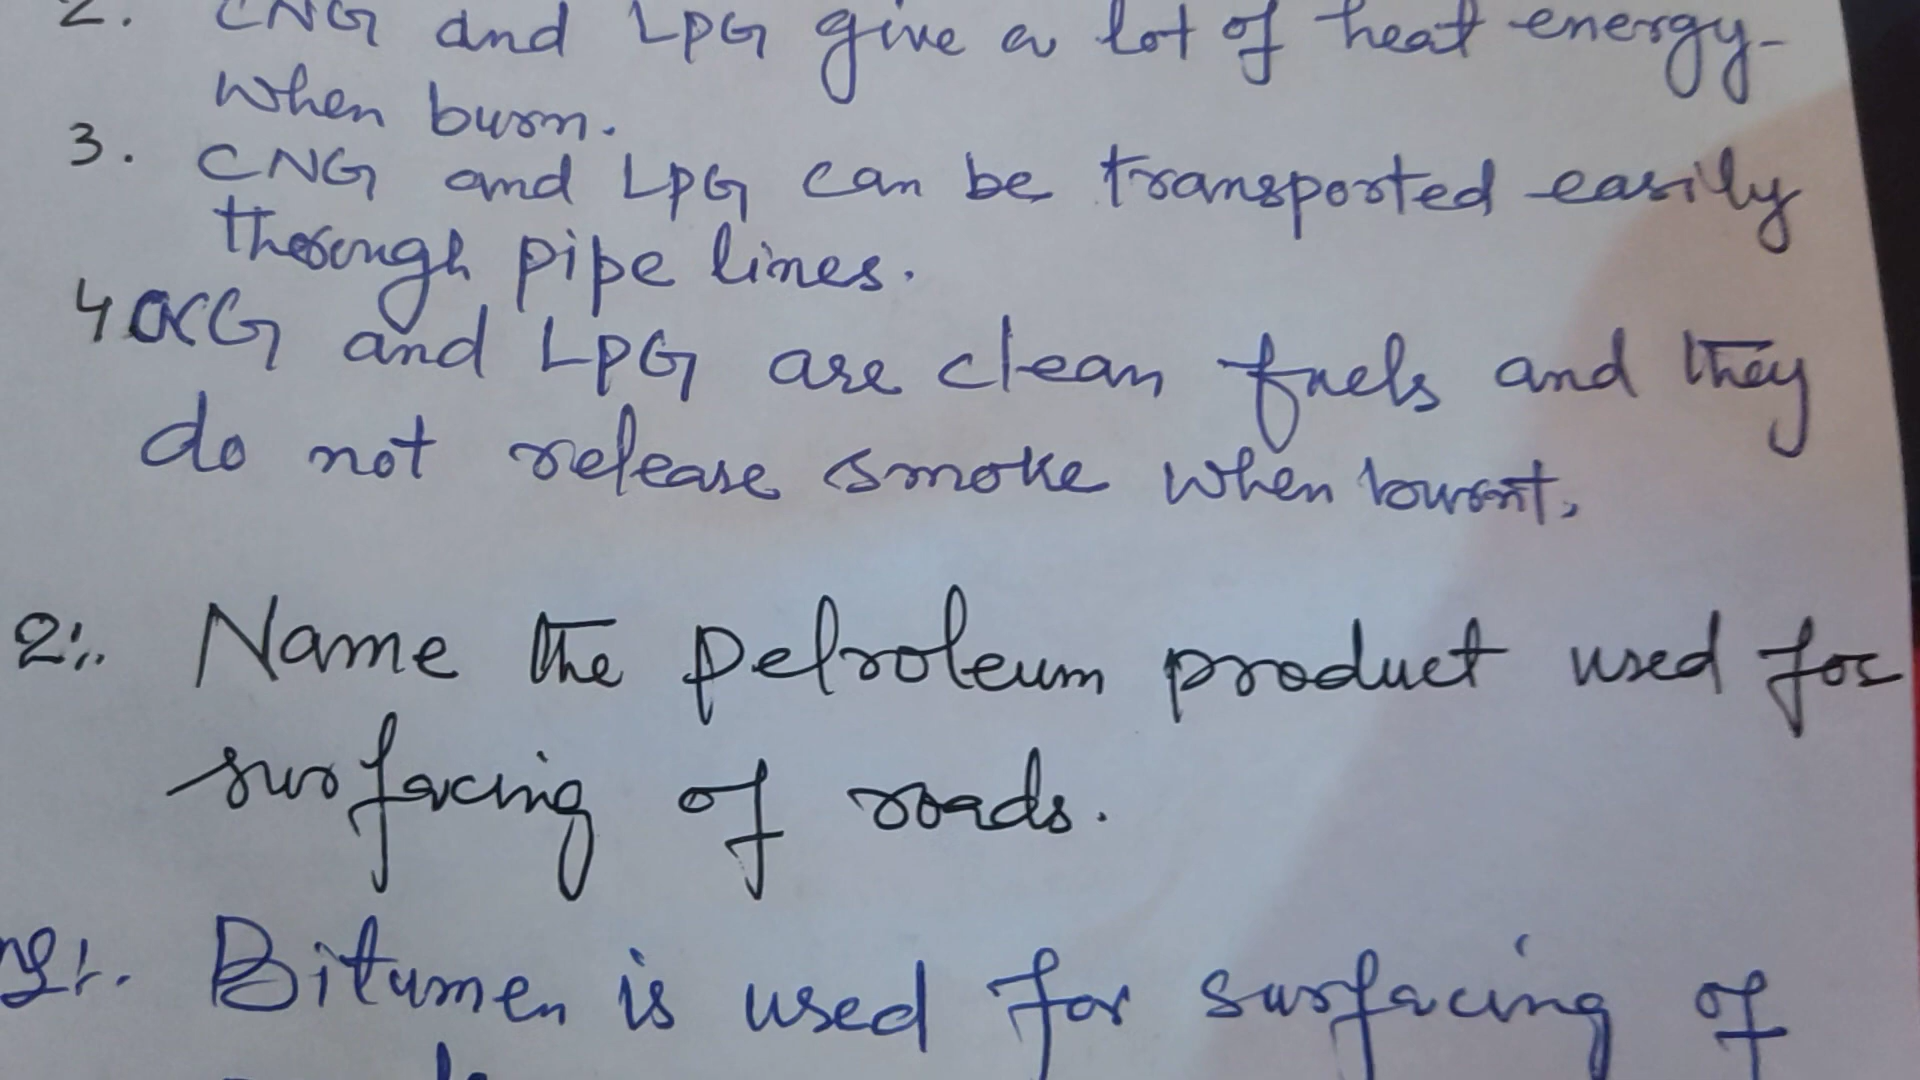 2. CNG and LPG give a lot of heat energy-
when burn.
3. CNG and LPG can be transported easily
through pipe lines.
4 and LPG are clean fuels and they
do not release smoke when burnt,
2:. Name the petroleum product used for
surfacing of roads.
Bitumen is used for surfacing of